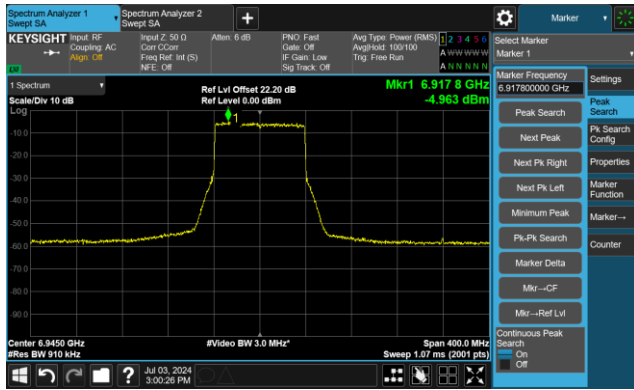 Spectrum Analyzer 1
Swept SA
Spectrum Analyzer 2
Swept SA
+
Marker
KEYSIGHT
Input: RF
Coupling: AC
Align: Off
Input Z: 50 Ω
Corr CCorr
Freq Ref: Int (S)
NFE: Off
Atten: 6 dB
PNO: Fast
Gate: Off
IF Gain: Low
Sig Track: Off
Avg Type: Power (RMS)
Avg|Hold: 100/100
Trig: Free Run
1 2 3 4 5 6
A W W W W W
A N N N N N
Select Marker
Marker 1
1 Spectrum
Scale/Div 10 dB
Log
Ref Lvl Offset 22.20 dB
Ref Level 0.00 dBm
Mkr1 6.917 8 GHz
-4.963 dBm
1
-10.0
-20.0
-30.0
-40.0
-50.0
-60.0
-70.0
-80.0
-90.0
Center 6.9450 GHz
#Res BW 910 kHz
#Video BW 3.0 MHz*
Span 400.0 MHz
Sweep 1.07 ms (2001 pts)
Marker Frequency
6.917800000 GHz
Peak Search
Next Peak
Next Pk Right
Next Pk Left
Minimum Peak
Pk-Pk Search
Marker Delta
Mkr→CF
Mkr→Ref Lvl
Continuous Peak
Search
On
Off
Settings
Peak
Search
Pk Search
Config
Properties
Marker
Function
Marker→
Counter
?
Jul 03, 2024
3:00:26 PM